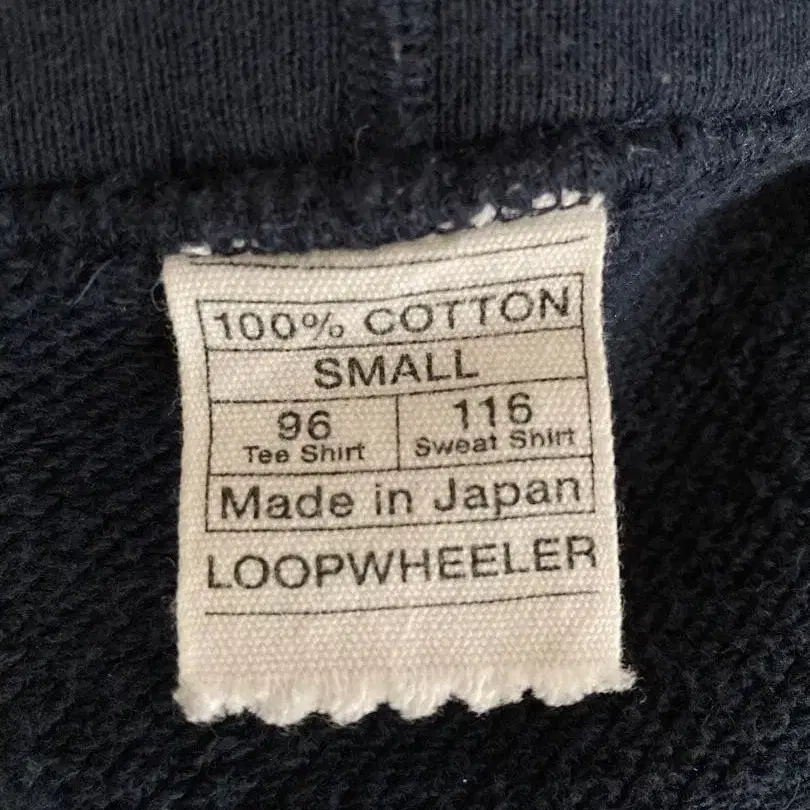 100% COTTON
SMALL
96 116
Tee Shirt Sweat Shirt
Made in Japan
LOOPWHEELER